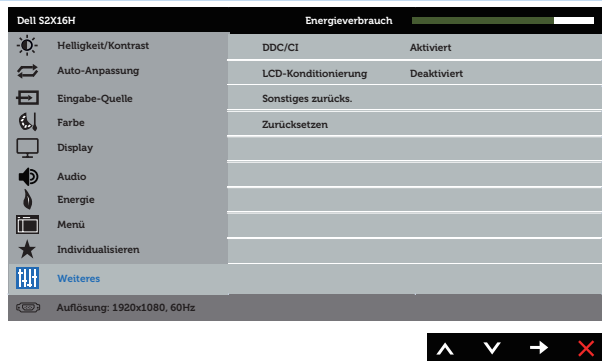 Dell S2X16H Energieverbrauch
Helligkeit/Kontrast DDC/CI Aktiviert
Auto-Anpassung LCD-Konditionierung Deaktiviert
Eingabe-Quelle Sonstiges zurücks.
Farbe Zurücksetzen
Display
Audio
Energie
Menü
Individualisieren
Weiteres
Auflösung: 1920x1080, 60Hz